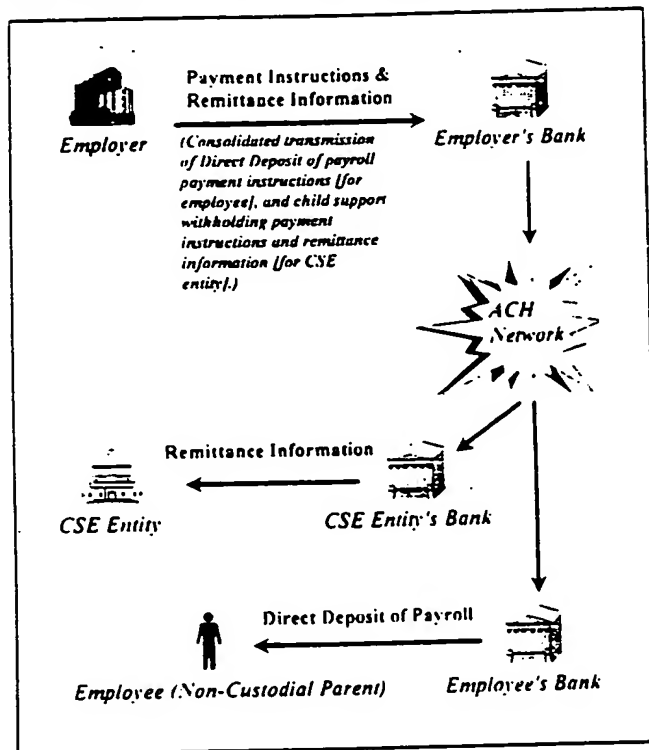 Payment Instructions &
Remittance Information
Employer
(Consolidated transmission
of Direct Deposit of payroll
payment instructions [for
employee], and child support
withholding payment
instructions and remittance
information [for CSE
entity].)
Employer's Bank
ACH
Network
Remittance Information
CSE Entity
CSE Entity's Bank
Direct Deposit of Payroll
Employee (Non-Custodial Parent)
Employee's Bank